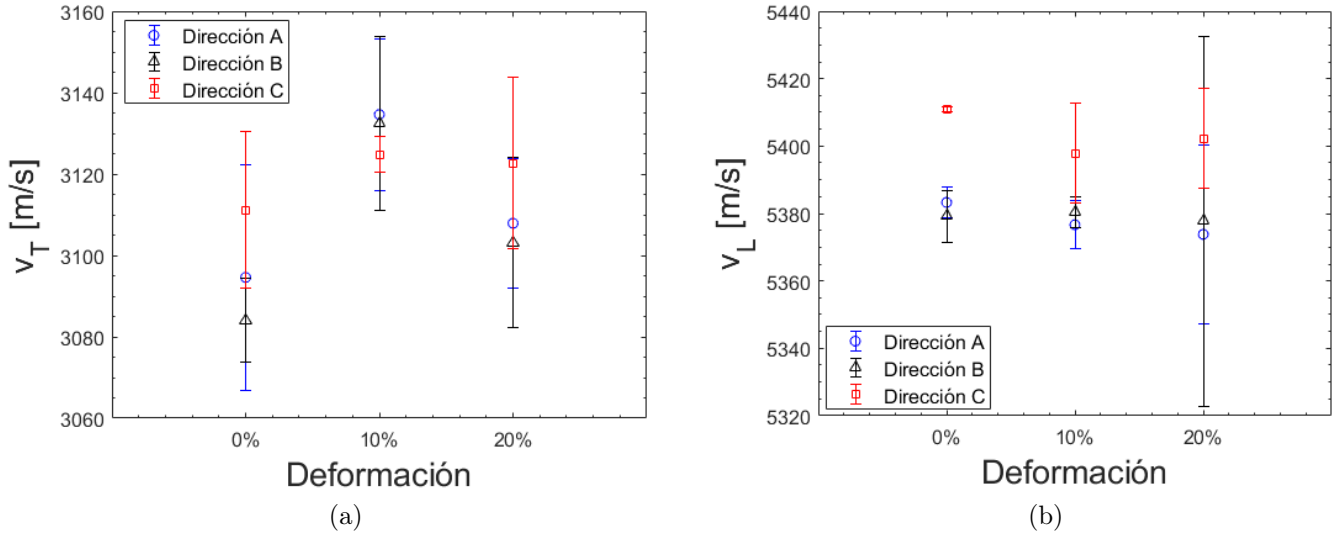 3160
3140
3120
3100
3080
3060
v_T [m/s]
Dirección A
Dirección B
Dirección C
0% 10% 20%
Deformación
(a)
5440
5420
5400
5380
5360
5340
5320
v_L [m/s]
Dirección A
Dirección B
Dirección C
0% 10% 20%
Deformación
(b)